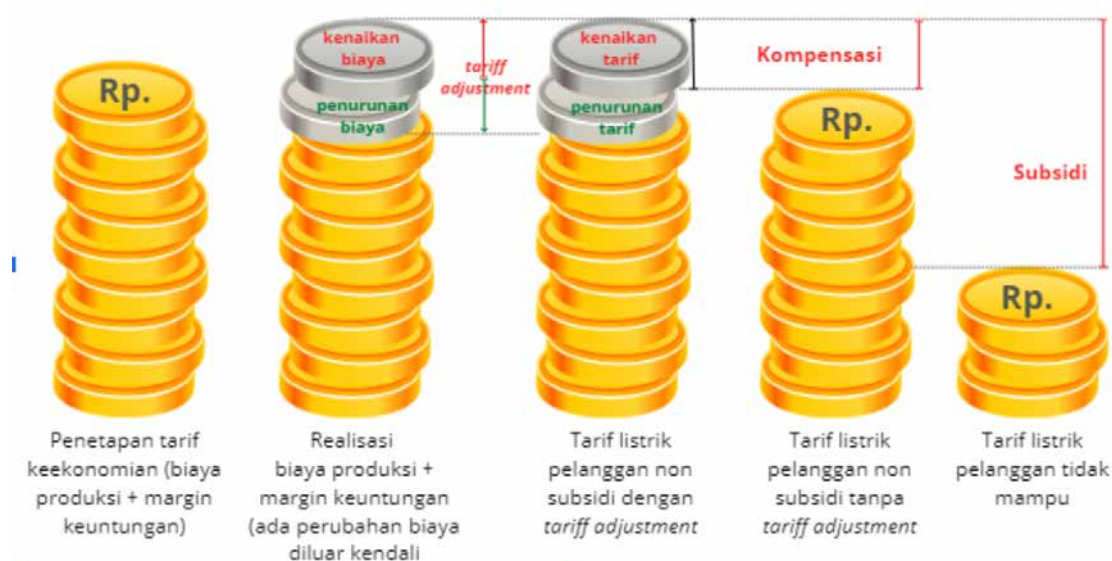 Rp.
kenaikan
biaya
penurunan
biaya
tariff
adjustment
kenaikan
tarif
penurunan
tarif
Kompensasi
Rp.
Subsidi
Rp.
Penetapan tarif
keekonomian (biaya
produksi + margin
keuntungan)
Realisasi
biaya produksi +
margin keuntungan
(ada perubahan biaya
diluar kendali
Tarif listrik
pelanggan non
subsidi dengan
tariff adjustment
Tarif listrik
pelanggan non
subsidi tanpa
tariff adjustment
Tarif listrik
pelanggan tidak
mampu